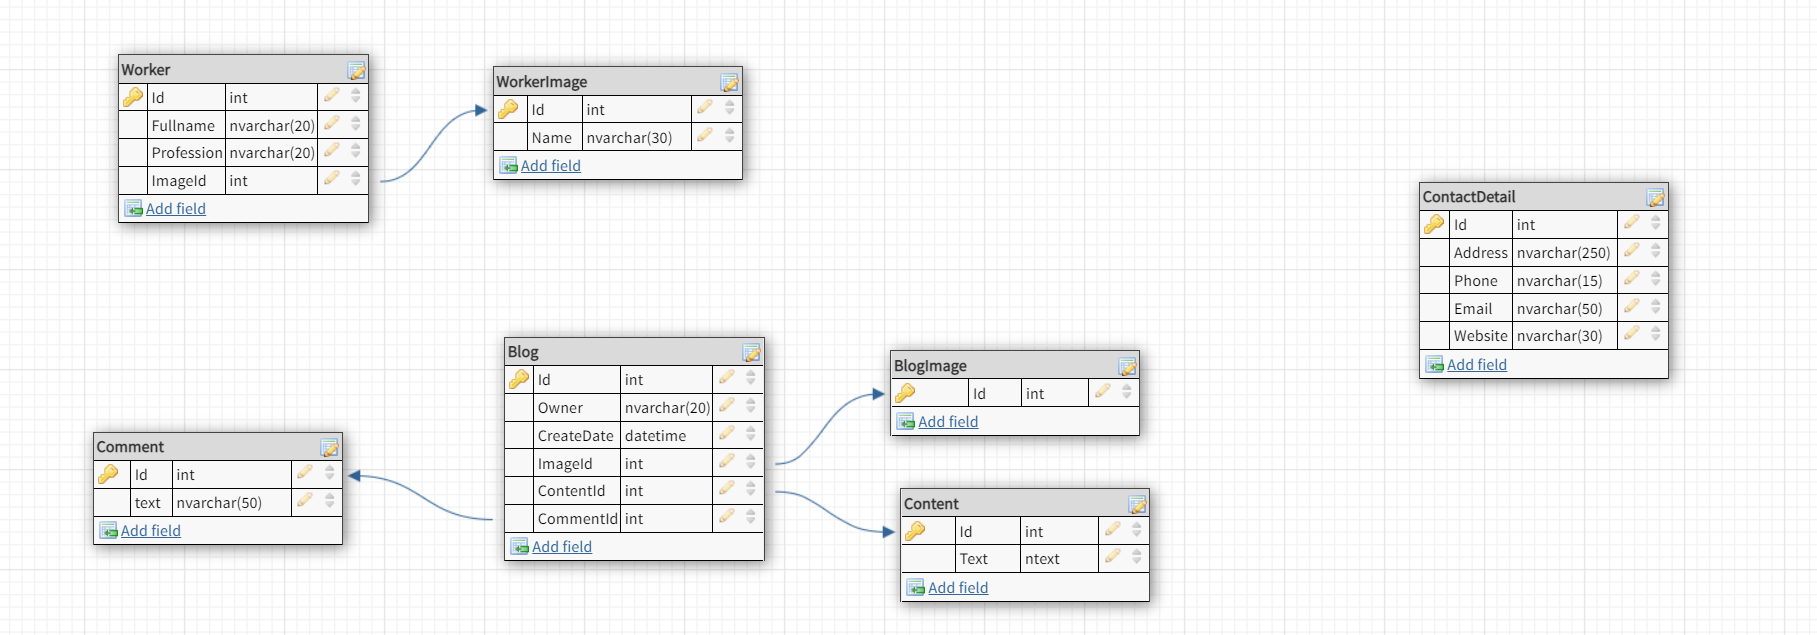 Worker
Id int
Fullname nvarchar(20)
Profession nvarchar(20)
ImageId int
Add field
WorkerImage
Id int
Name nvarchar(30)
Add field
ContactDetail
Id int
Address nvarchar(250)
Phone nvarchar(15)
Email nvarchar(50)
Website nvarchar(30)
Add field
Blog
Id int
Owner nvarchar(20)
CreateDate datetime
ImageId int
ContentId int
CommentId int
Add field
BlogImage
Id int
Add field
Comment
Id int
text nvarchar(50)
Add field
Content
Id int
Text ntext
Add field